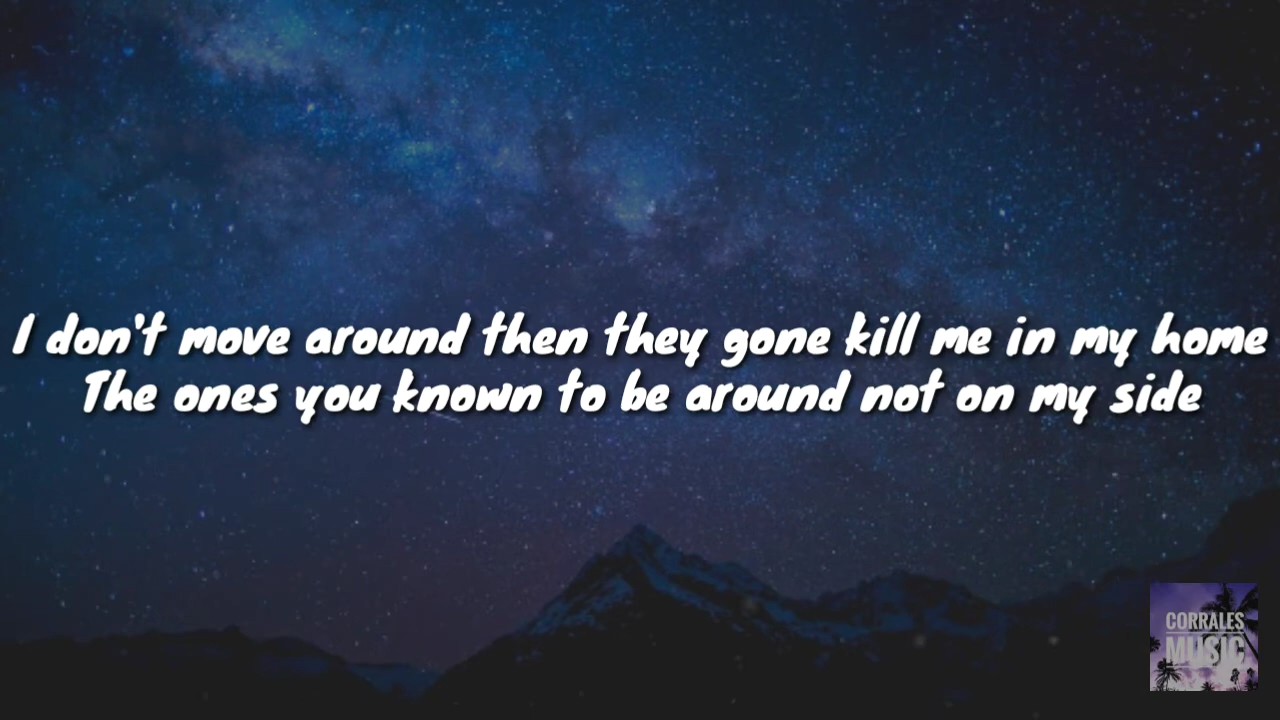 I don't move around then they gone kill me in my home
The ones you known to be around not on my side
CORRALES
MUSIC